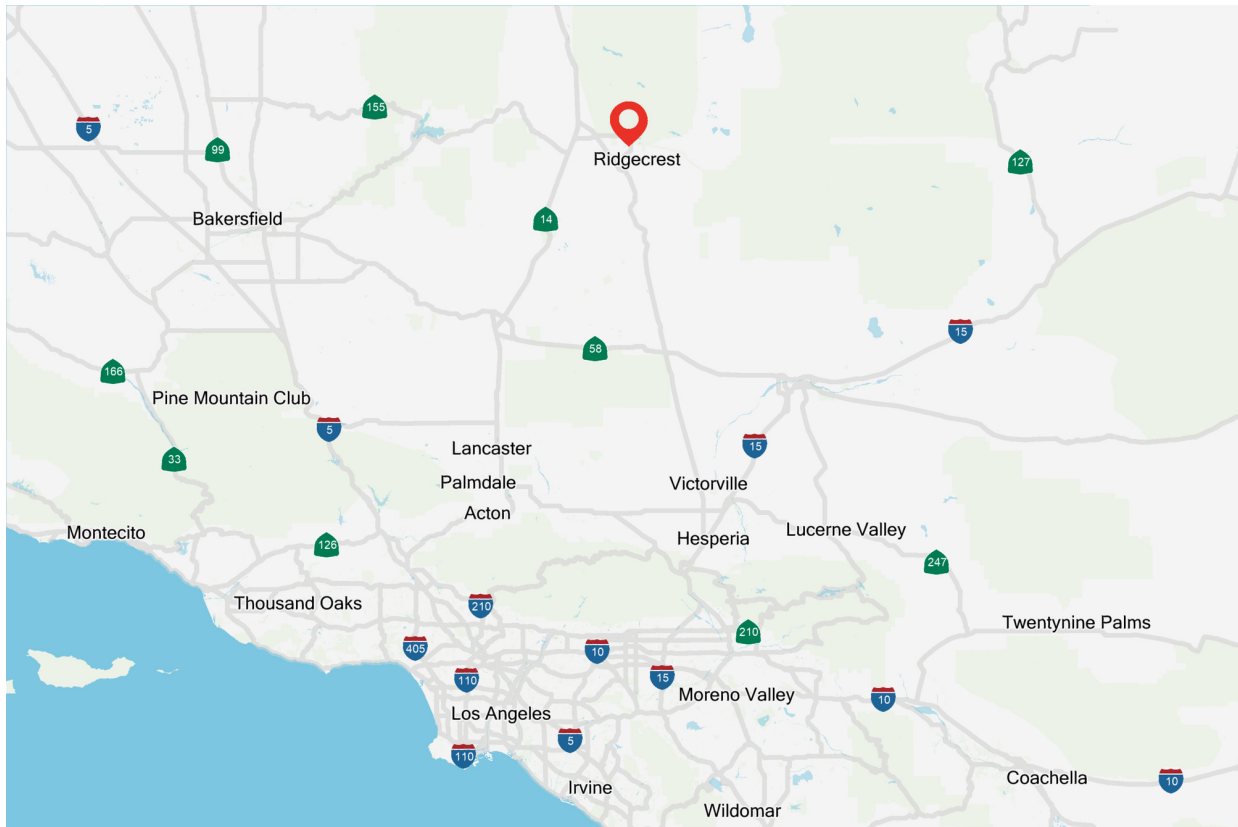 155
5
99
127
Ridgecrest
Bakersfield
14
15
58
166
Pine Mountain Club
5
15
Lancaster
33
Palmdale
Victorville
Acton
Montecito
Lucerne Valley
Hesperia
126
247
Thousand Oaks
210
Twentynine Palms
210
405
10
110
15
Moreno Valley
10
Los Angeles
5
110
Coachella
10
Irvine
Wildomar